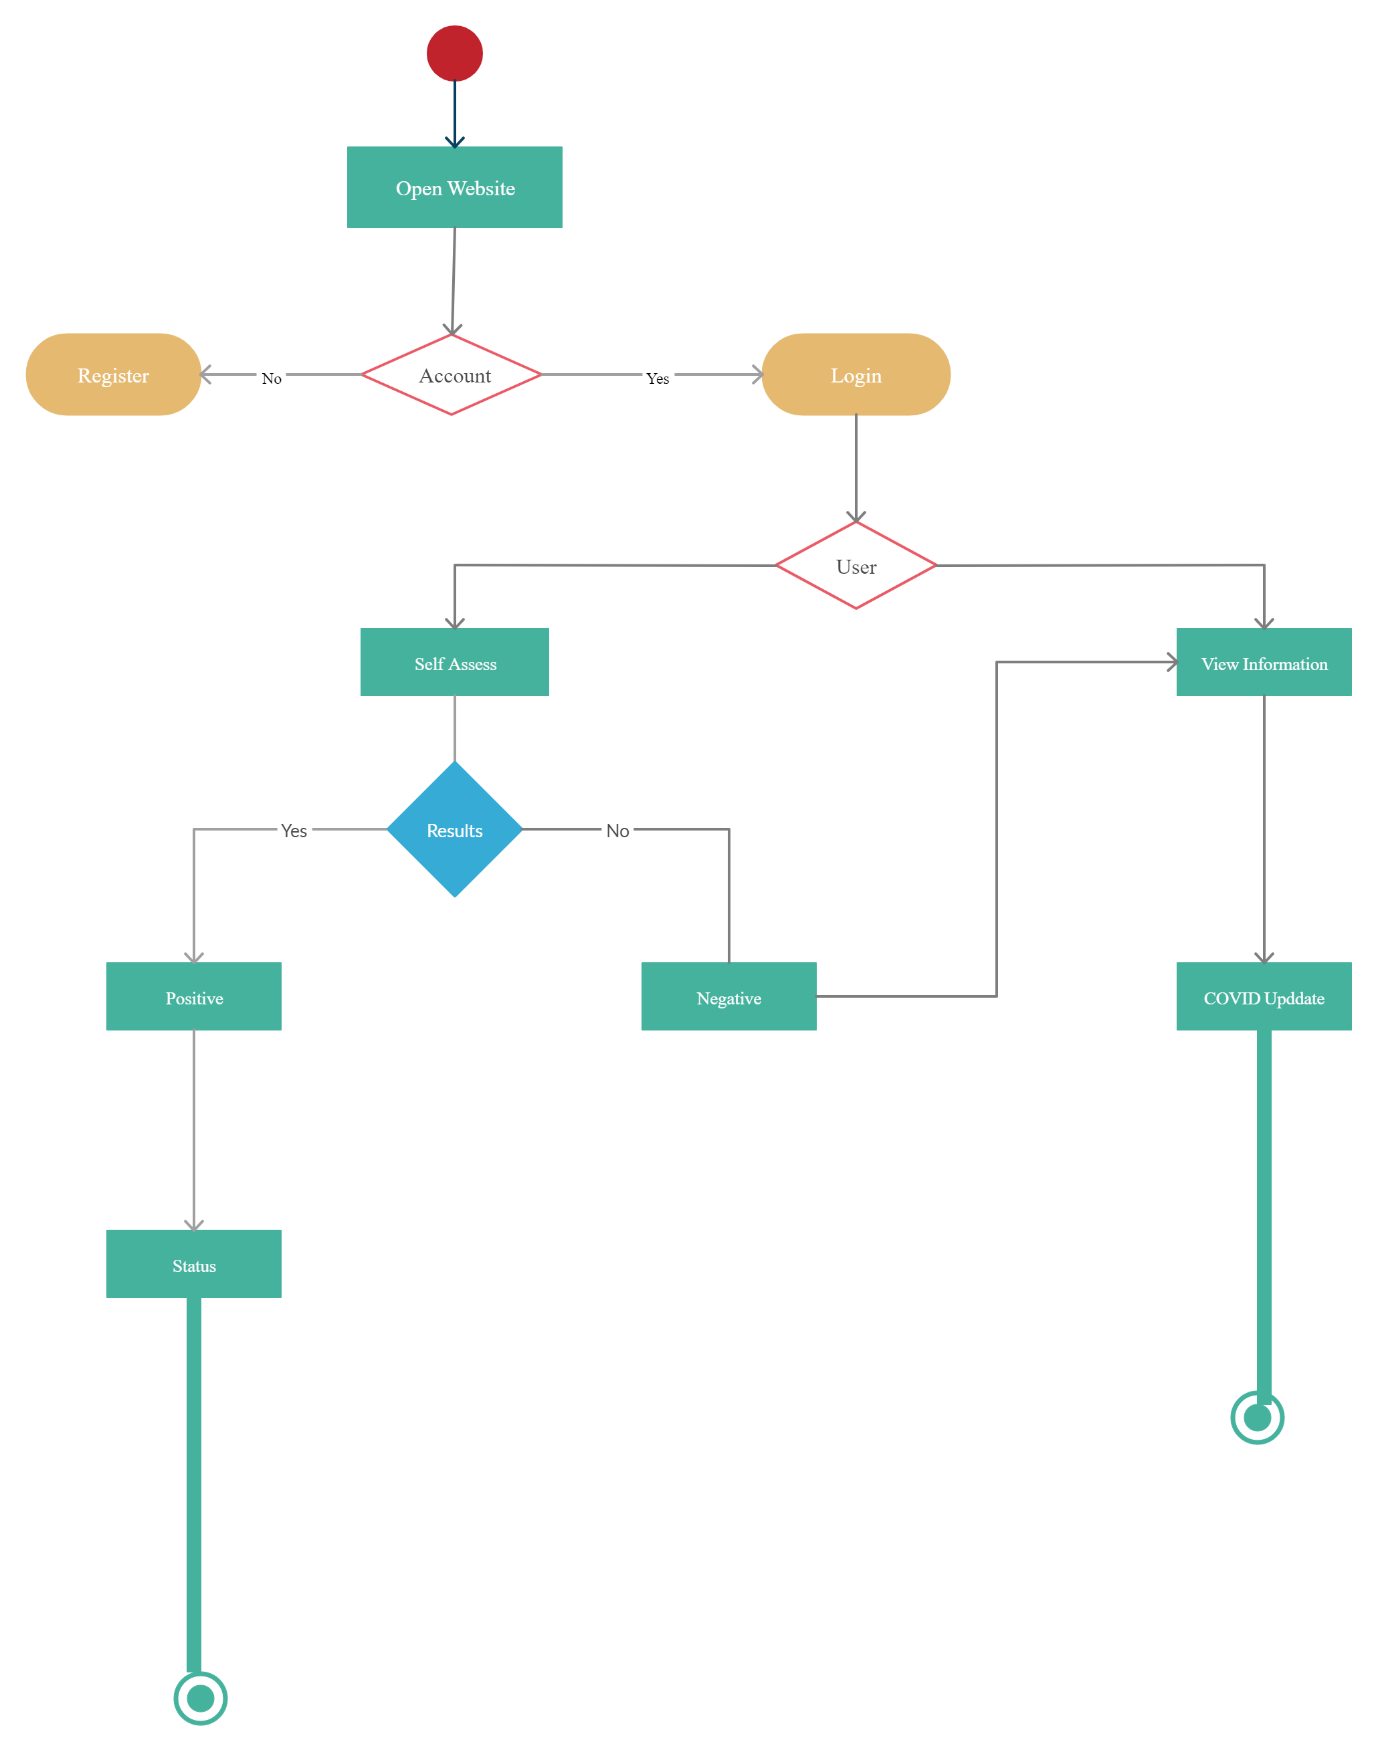 Open Website
Register
No
Account
Yes
Login
User
Self Assess
View Information
Yes
Results
No
Positive
Negative
COVID Upddate
Status